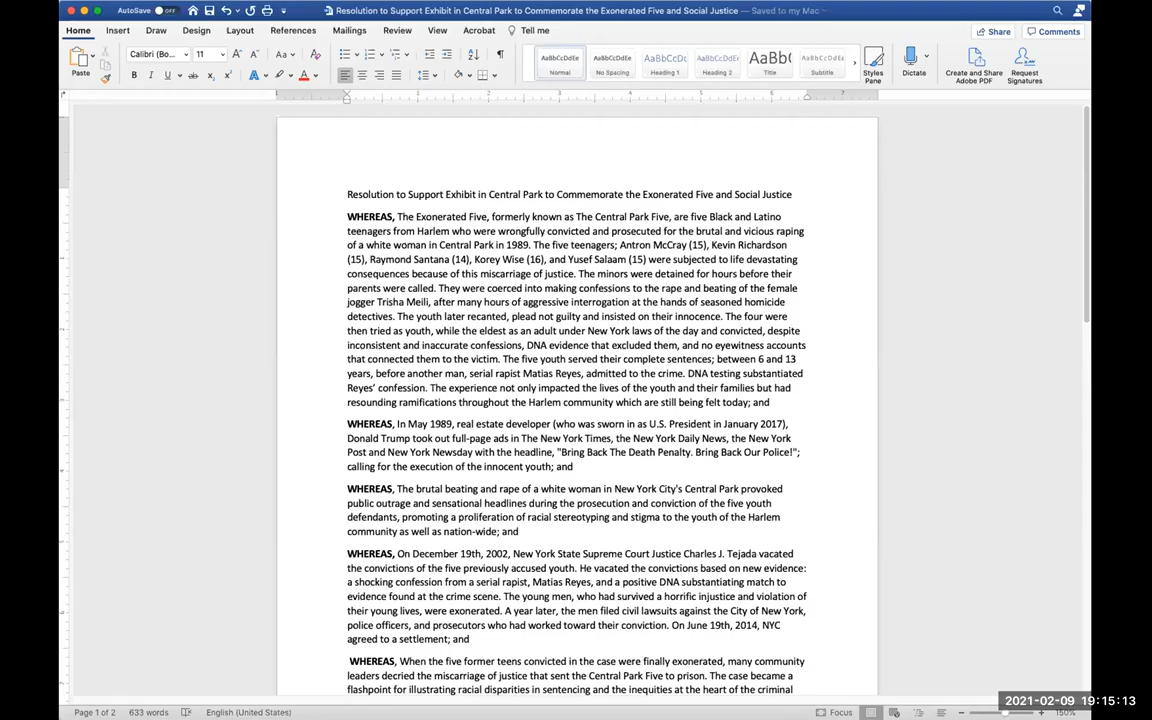 AutoSave OFF
Resolution to Support Exhibit in Central Park to Commemorate the Exonerated Five and Social Justice — Saved to my Mac
Home Insert Draw Design Layout References Mailings Review View Acrobat Tell me Share Comments
Paste Calibri (Bo... 11 Aa
AaBbCcDdEe AaBbCcDdEe AaBbCcDc AaBbCcDdEe AaBb( AaBbCcDdEe
Normal No Spacing Heading 1 Heading 2 Title Subtitle Styles Pane Dictate Create and Share Adobe PDF Request Signatures
Resolution to Support Exhibit in Central Park to Commemorate the Exonerated Five and Social Justice
WHEREAS, The Exonerated Five, formerly known as The Central Park Five, are five Black and Latino
teenagers from Harlem who were wrongfully convicted and prosecuted for the brutal and vicious raping
of a white woman in Central Park in 1989. The five teenagers; Antron McCray (15), Kevin Richardson
(15), Raymond Santana (14), Korey Wise (16), and Yusef Salaam (15) were subjected to life devastating
consequences because of this miscarriage of justice. The minors were detained for hours before their
parents were called. They were coerced into making confessions to the rape and beating of the female
jogger Trisha Meili, after many hours of aggressive interrogation at the hands of seasoned homicide
detectives. The youth later recanted, plead not guilty and insisted on their innocence. The four were
then tried as youth, while the eldest as an adult under New York laws of the day and convicted, despite
inconsistent and inaccurate confessions, DNA evidence that excluded them, and no eyewitness accounts
that connected them to the victim. The five youth served their complete sentences; between 6 and 13
years, before another man, serial rapist Matias Reyes, admitted to the crime. DNA testing substantiated
Reyes’ confession. The experience not only impacted the lives of the youth and their families but had
resounding ramifications throughout the Harlem community which are still being felt today; and
WHEREAS, In May 1989, real estate developer (who was sworn in as U.S. President in January 2017),
Donald Trump took out full-page ads in The New York Times, the New York Daily News, the New York
Post and New York Newsday with the headline, "Bring Back The Death Penalty. Bring Back Our Police!";
calling for the execution of the innocent youth; and
WHEREAS, The brutal beating and rape of a white woman in New York City's Central Park provoked
public outrage and sensational headlines during the prosecution and conviction of the five youth
defendants, promoting a proliferation of racial stereotyping and stigma to the youth of the Harlem
community as well as nation-wide; and
WHEREAS, On December 19th, 2002, New York State Supreme Court Justice Charles J. Tejada vacated
the convictions of the five previously accused youth. He vacated the convictions based on new evidence:
a shocking confession from a serial rapist, Matias Reyes, and a positive DNA substantiating match to
evidence found at the crime scene. The young men, who had survived a horrific injustice and violation of
their young lives, were exonerated. A year later, the men filed civil lawsuits against the City of New York,
police officers, and prosecutors who had worked toward their conviction. On June 19th, 2014, NYC
agreed to a settlement; and
WHEREAS, When the five former teens convicted in the case were finally exonerated, many community
leaders decried the miscarriage of justice that sent the Central Park Five to prison. The case became a
flashpoint for illustrating racial disparities in sentencing and the inequities at the heart of the criminal
Page 1 of 2 633 words English (United States) Focus 150%
2021-02-09 19:15:13